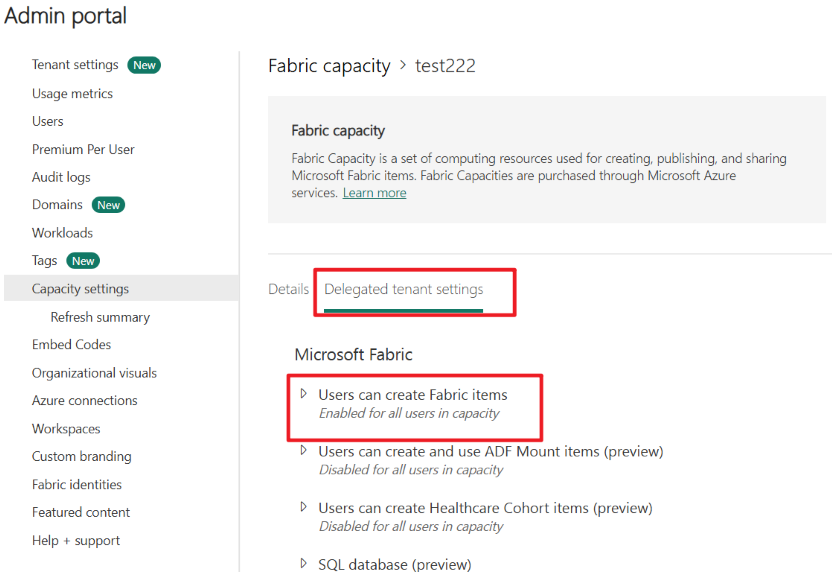 Admin portal
Tenant settings New
Usage metrics
Users
Premium Per User
Audit logs
Domains New
Workloads
Tags New
Capacity settings
Refresh summary
Embed Codes
Organizational visuals
Azure connections
Workspaces
Custom branding
Fabric identities
Featured content
Help + support
Fabric capacity > test222
Fabric capacity
Fabric Capacity is a set of computing resources used for creating, publishing, and sharing
Microsoft Fabric items. Fabric Capacities are purchased through Microsoft Azure
services. Learn more
Details Delegated tenant settings
Microsoft Fabric
Users can create Fabric items
Enabled for all users in capacity
Users can create and use ADF Mount items (preview)
Disabled for all users in capacity
Users can create Healthcare Cohort items (preview)
Disabled for all users in capacity
SQL database (preview)